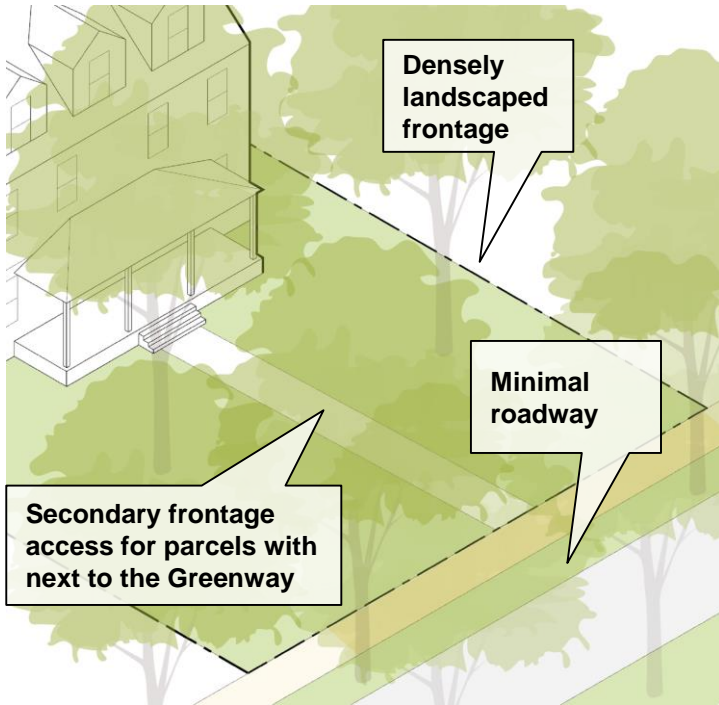 Densely
landscaped
frontage
Minimal
roadway
Secondary frontage
access for parcels with
next to the Greenway